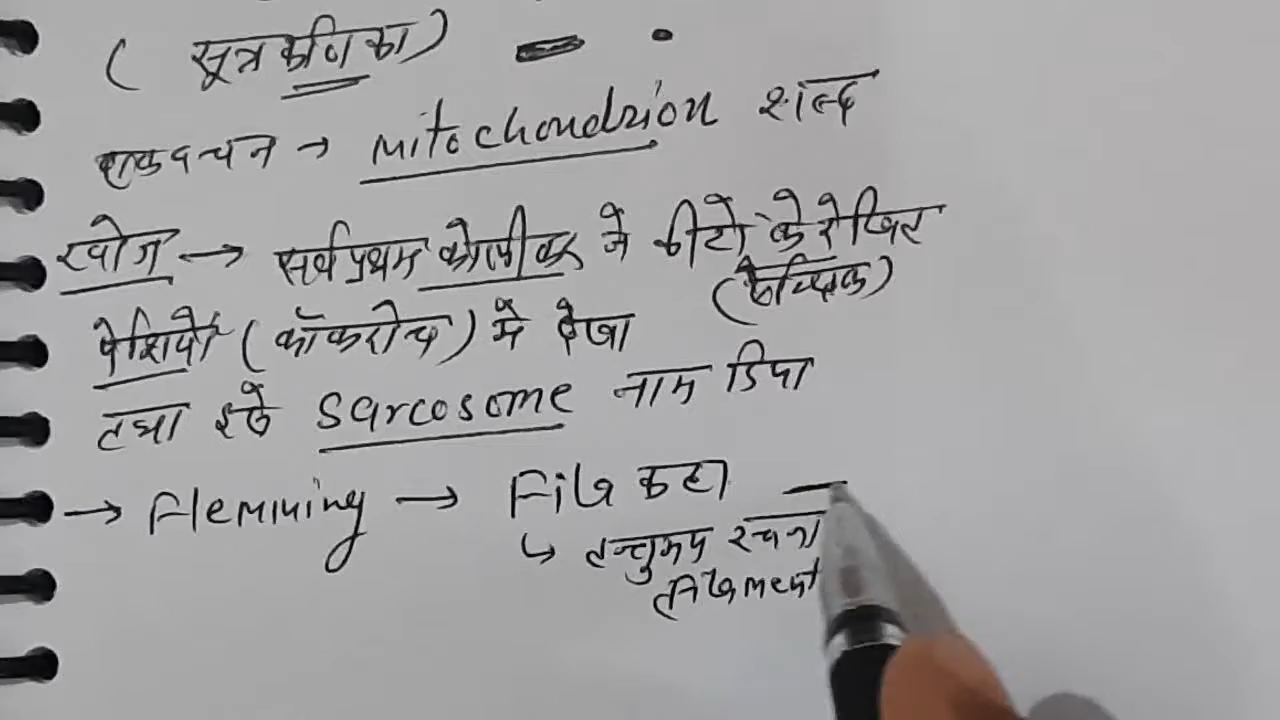 ( सूत्रकणिका)
एकवचन → Mitochondrion शब्द
खोज → सर्वप्रथम कोलीकर ने कीटों के रेखित
(ऐच्छिक)
पेशियों (कॉकरोच) में देखा
तथा इसे Sarcosome नाम दिया
→ Flemming → Fila कहा
↳ तन्तुमय रचना
filament